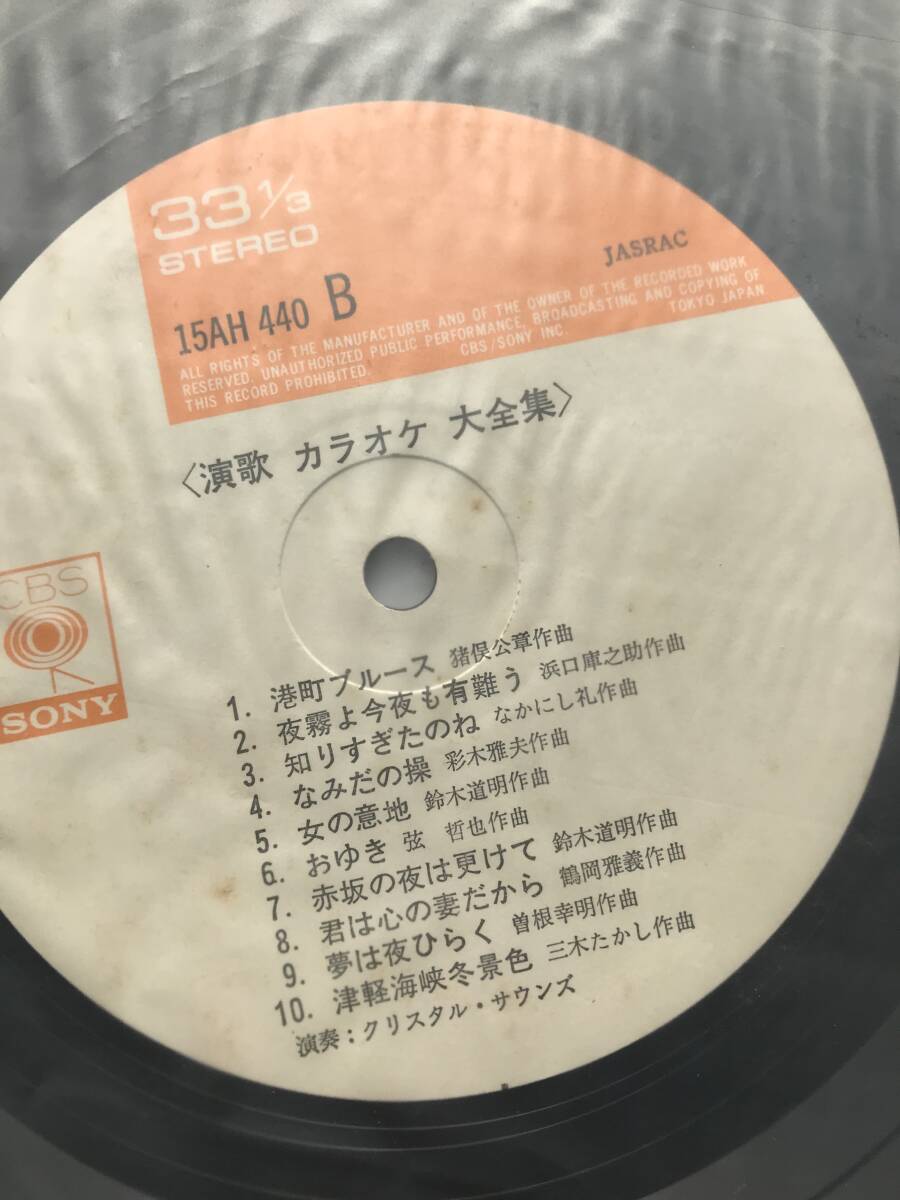 33 1/3
STEREO
JASRAC
15AH 440 B
ALL RIGHTS OF THE MANUFACTURER AND OF THE OWNER OF THE RECORDED WORK
RESERVED. UNAUTHORIZED PUBLIC PERFORMANCE, BROADCASTING AND COPYING OF
THIS RECORD PROHIBITED. CBS/SONY INC. TOKYO JAPAN
〈演歌 カラオケ 大全集〉
CBS
SONY
1. 港町ブルース 猪俣公章作曲
2. 夜霧よ今夜も有難う 浜口庫之助作曲
3. 知りすぎたのね なかにし礼作曲
4. なみだの操 彩木雅夫作曲
5. 女の意地 鈴木道明作曲
6. おゆき 弦 哲也作曲
7. 赤坂の夜は更けて 鈴木道明作曲
8. 君は心の妻だから 鶴岡雅義作曲
9. 夢は夜ひらく 曽根幸明作曲
10. 津軽海峡冬景色 三木たかし作曲
演奏：クリスタル・サウンズ